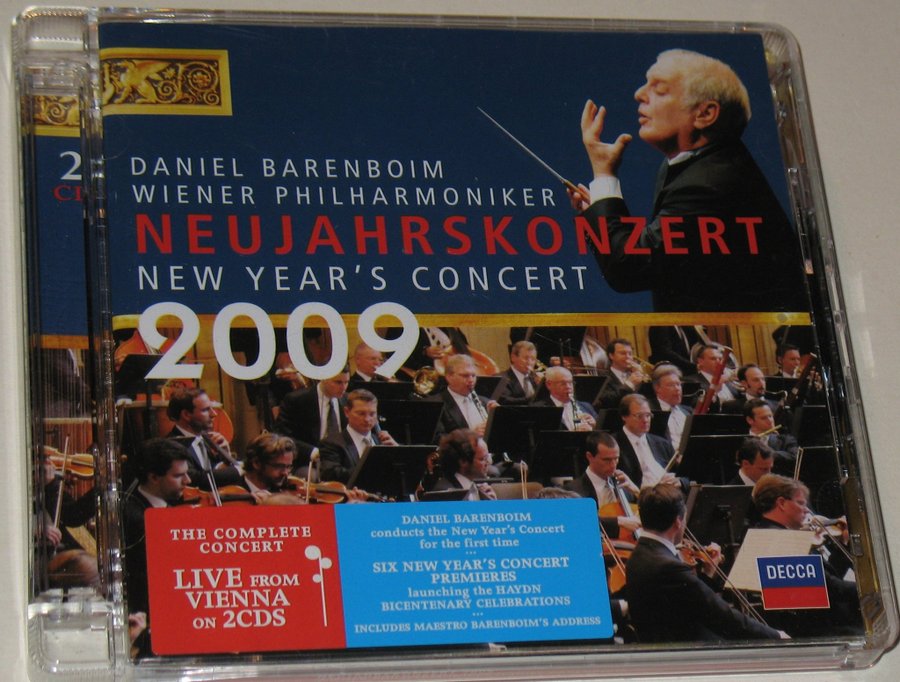 2
CD
DANIEL BARENBOIM
WIENER PHILHARMONIKER
NEUJAHRSKONZERT
NEW YEAR'S CONCERT
2009
THE COMPLETE
CONCERT
LIVE FROM
VIENNA
ON 2CDS
DANIEL BARENBOIM
conducts the New Year's Concert
for the first time
...
SIX NEW YEAR'S CONCERT
PREMIERES
launching the HAYDN
BICENTENARY CELEBRATIONS
...
INCLUDES MAESTRO BARENBOIM'S ADDRESS
DECCA